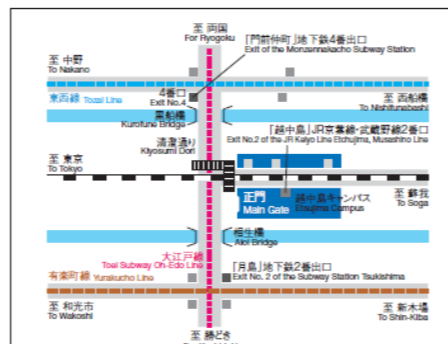 至 両国
For Ryogoku
「門前仲町」地下鉄4番出口
Exit of the Monzennakacho Subway Station
至 中野
To Nakano
東西線 Tozai Line
4番口
Exit No.4
至 西船橋
To Nishifunabashi
黒船橋
Kurofune Bridge
清澄通り
Kiyosumi Dori
「越中島」JR京葉線・武蔵野線2番出口
Exit No.2 of the JR Keiyo Line Etchujima, Musashino Line
至 東京
To Tokyo
正門
Main Gate
越中島キャンパス
Etchujima Campus
至 蘇我
To Soga
相生橋
Aioi Bridge
大江戸線
Toei Subway Oh-Edo Line
有楽町線 Yurakucho Line
「月島」地下鉄2番出口
Exit No. 2 of the Subway Station Tsukishima
至 和光市
To Wakoshi
至 新木場
To Shin-Kiba
至 勝どき